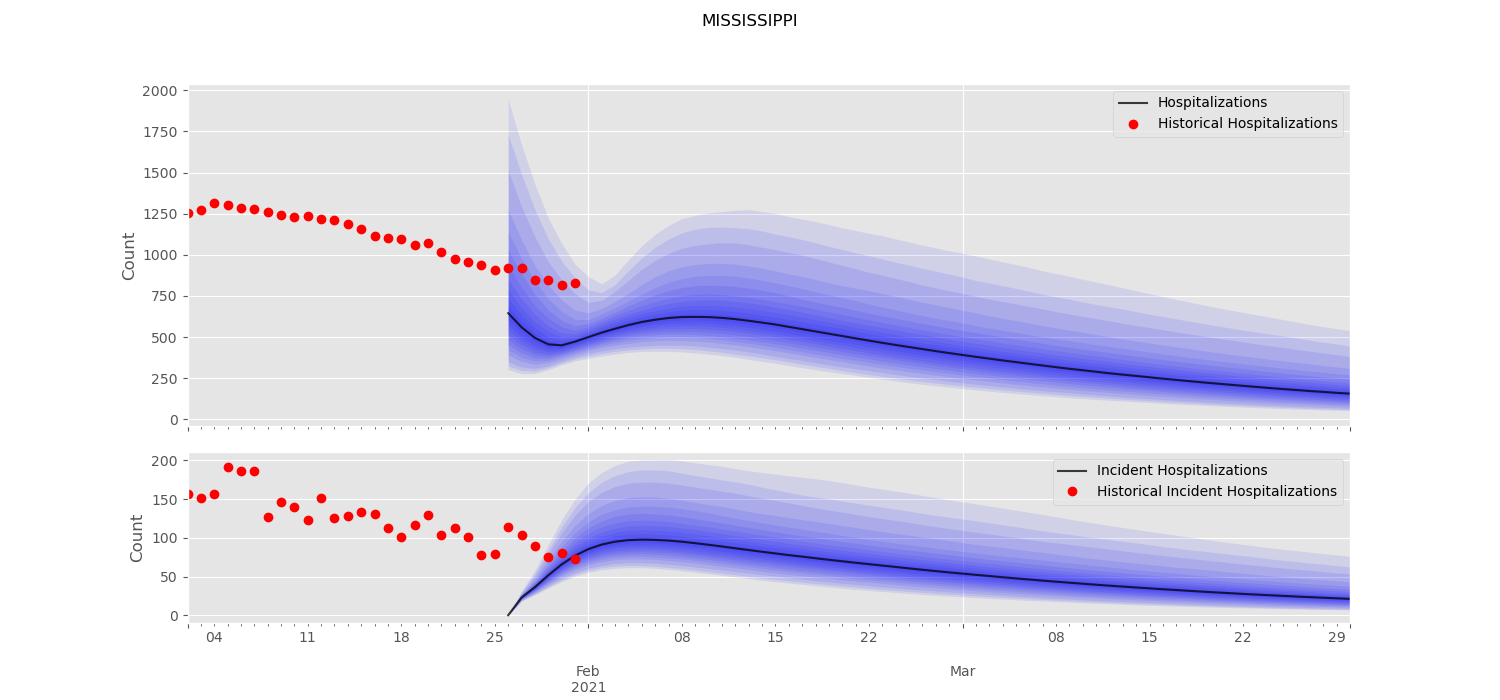 MISSISSIPPI
2000
1750
1500
1250
1000
750
500
250
0
Count
Hospitalizations
Historical Hospitalizations
200
150
100
50
0
Count
Incident Hospitalizations
Historical Incident Hospitalizations
04 11 18 25 08 15 22 08 15 22 29
Feb Mar
2021